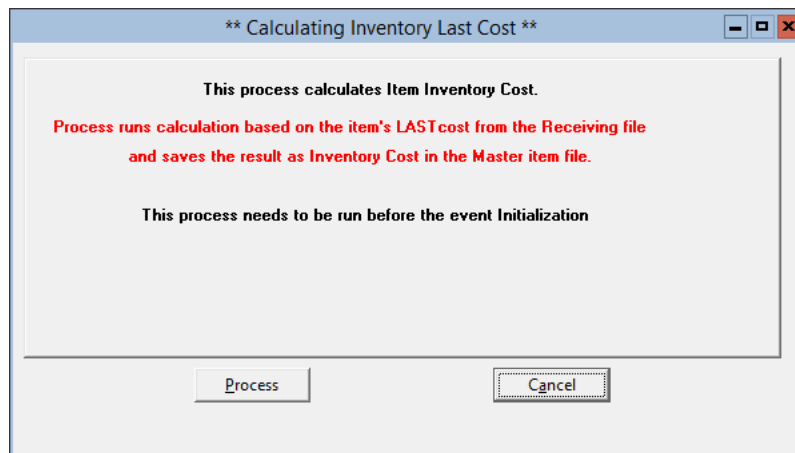 ** Calculating Inventory Last Cost **
This process calculates Item Inventory Cost.
Process runs calculation based on the item's LASTcost from the Receiving file
and saves the result as Inventory Cost in the Master item file.
This process needs to be run before the event Initialization
Process
Cancel